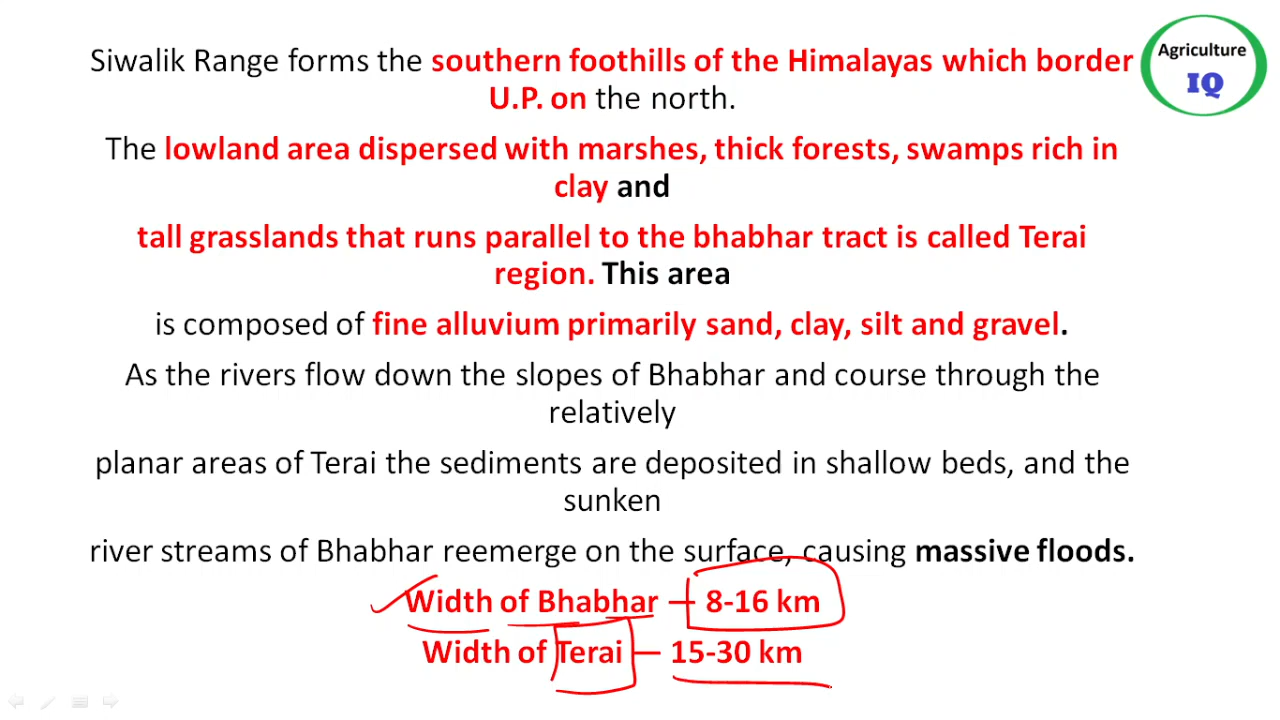 Agriculture
IQ
Siwalik Range forms the southern foothills of the Himalayas which border
U.P. on the north.
The lowland area dispersed with marshes, thick forests, swamps rich in
clay and
tall grasslands that runs parallel to the bhabhar tract is called Terai
region. This area
is composed of fine alluvium primarily sand, clay, silt and gravel.
As the rivers flow down the slopes of Bhabhar and course through the
relatively
planar areas of Terai the sediments are deposited in shallow beds, and the
sunken
river streams of Bhabhar reemerge on the surface, causing massive floods.
Width of Bhabhar – 8-16 km
Width of Terai – 15-30 km